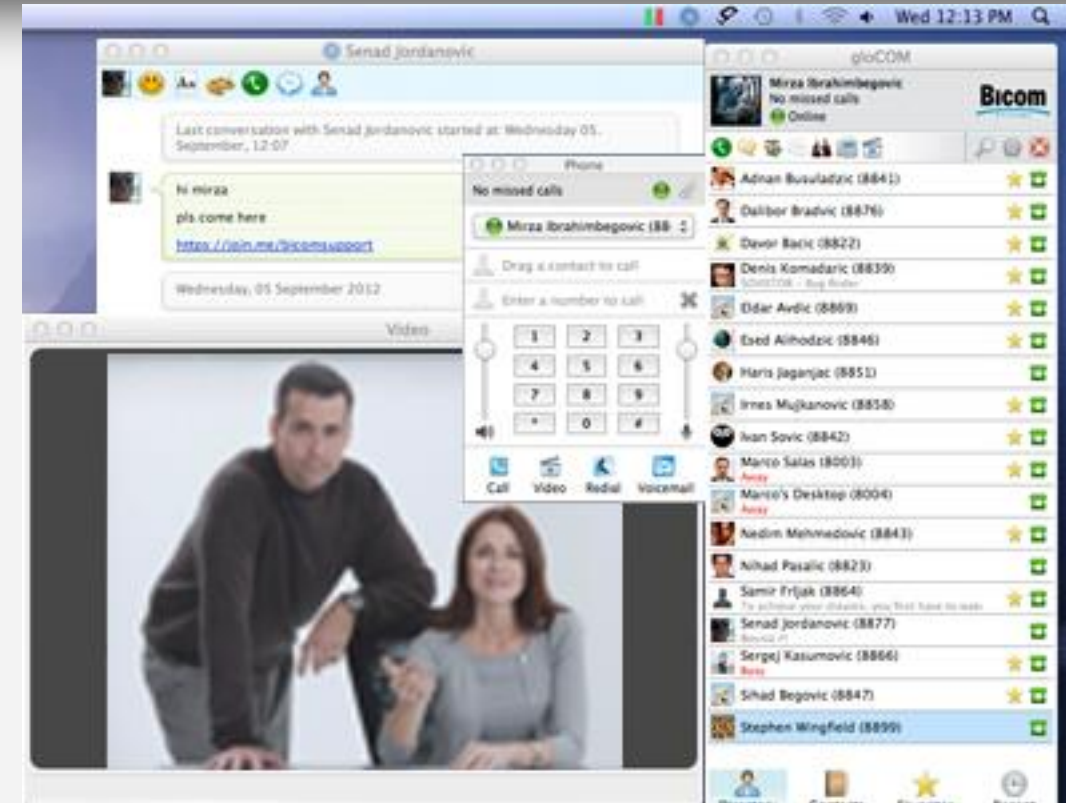 Wed 12:13 PM
Senad Jordanovic
Last conversation with Senad Jordanovic started at: Wednesday 05.
September, 12:07
hi mirza
pls come here
https://join.me/bicomsupport
Wednesday, 05 September 2012
Video
Phone
No missed calls
Mirza Ibrahimbegovic (88
Drag a contact to call
Enter a number to call
1 2 3
4 5 6
7 8 9
* 0 #
Call Video Redial Voicemail
gloCOM
Mirza Ibrahimbegovic
No missed calls
Online
Bicom
Adnan Busuladzic (8841)
Dalibor Bradvic (8876)
Davor Bacic (8822)
Denis Komadaric (8839)
Eldar Avdic (8869)
Esed Alihodzic (8846)
Haris Jaganjac (8851)
Irnes Mujkanovic (8858)
Ivan Sovic (8842)
Marco Salas (8003)
Away
Marco's Desktop (8004)
Away
Nedim Mehmedovic (8843)
Nihad Pasalic (8823)
Samir Frljak (8864)
Senad Jordanovic (8877)
Sergej Kasumovic (8866)
Away
Sihad Begovic (8847)
Stephen Wingfield (8899)